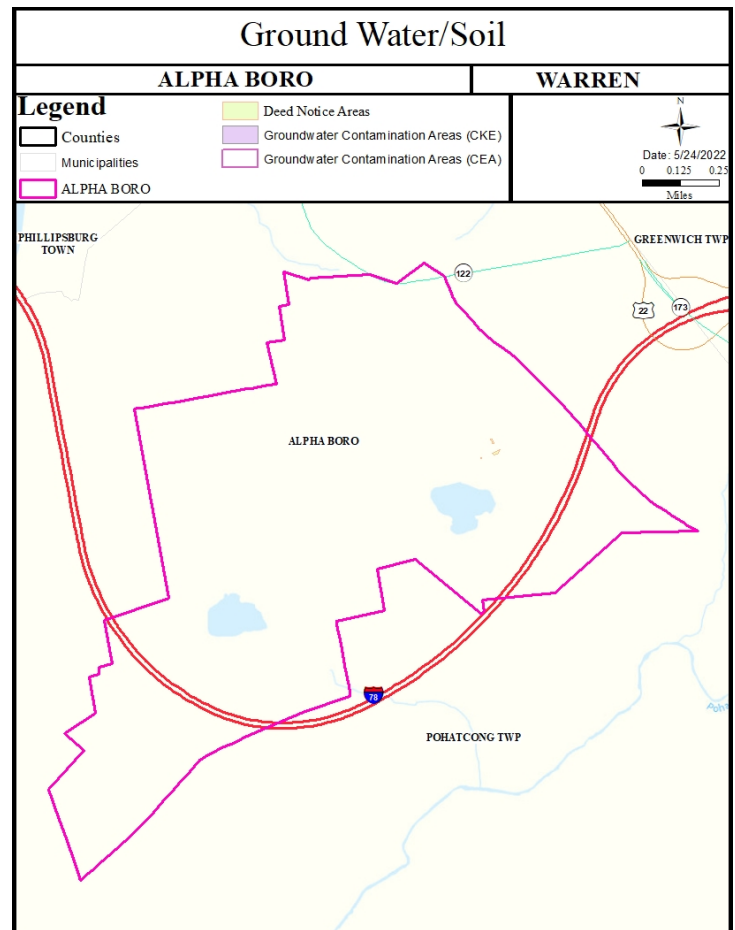 Ground Water/Soil
ALPHA BORO
WARREN
Legend
Counties
Municipalities
ALPHA BORO
Deed Notice Areas
Groundwater Contamination Areas (CKE)
Groundwater Contamination Areas (CEA)
N
Date: 5/24/2022
0 0.125 0.25
Miles
PHILLIPSBURG
TOWN
GREENWICH TWP
122
22
173
ALPHA BORO
78
POHATCONG TWP